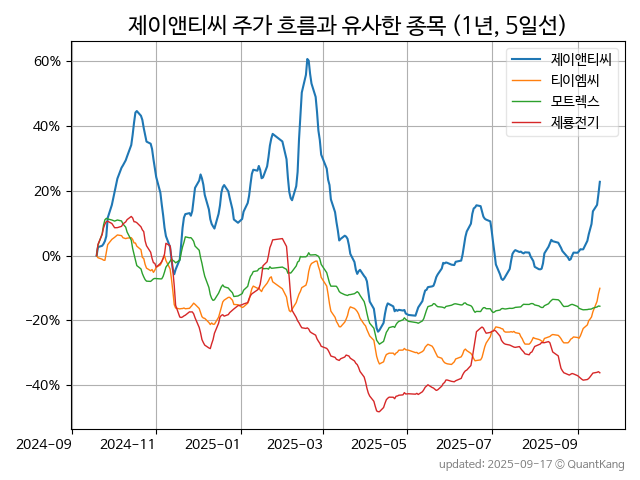 제이앤티씨 주가 흐름과 유사한 종목 (1년, 5일선)
제이앤티씨
티이엠씨
모트렉스
제룡전기
60%
40%
20%
0%
−20%
−40%
2024-09 2024-11 2025-01 2025-03 2025-05 2025-07 2025-09
updated: 2025-09-17 © QuantKang